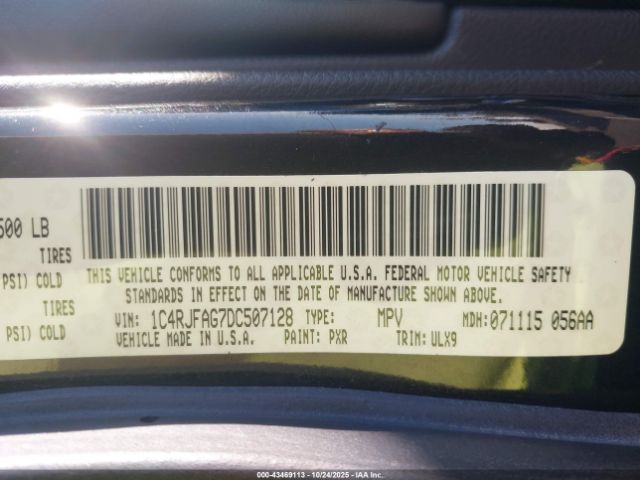 500 LB
TIRES
PSI) COLD
TIRES
PSI) COLD
THIS VEHICLE CONFORMS TO ALL APPLICABLE U.S.A. FEDERAL MOTOR VEHICLE SAFETY
STANDARDS IN EFFECT ON THE DATE OF MANUFACTURE SHOWN ABOVE.
VIN: 1C4RJFAG7DC507128 TYPE: MPV MDH: 071115 056AA
VEHICLE MADE IN U.S.A. PAINT: PXR TRIM: ULX9
000-43469113 | 10/24/2025 | IAA Inc.